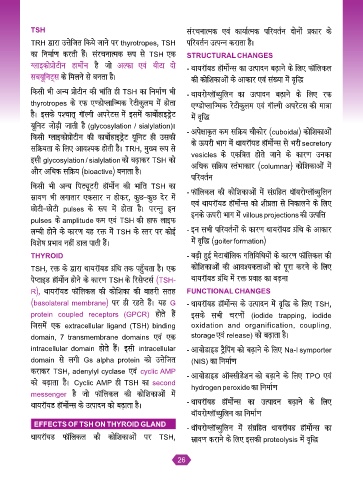 TSH
TRH द्वारा उत्तेजित किये जाने पर thyrotropes, TSH
का निर्माण करती हैं। संरचनात्मक रूप से TSH एक
ग्लाइकोप्रोटीन हार्मोन है जो अल्फा एवं बीटा दो
सबयूनिट्स के मिलने से बनता है।
किसी भी अन्य प्रोटीन की भांति ही TSH का निर्माण भी
thyrotropes के रफ एण्डोप्लाज्मिक रेटीकुलम में होता
है। इसके पश्चात् गॉल्गी अपरेटस में इसमें कार्बोहाइड्रेट
यूनिट जोड़ी जाती हैं (glycosylation / sialylation)।
किसी ग्लाइकोप्रोटीन की कार्बोहाइड्रेट यूनिट ही उसकी
सक्रियता के लिए आवश्यक होती है। TRH, मुख्य रूप से
इसी glycosylation / sialylation को बढ़ाकर TSH को
और अधिक सक्रिय (bioactive) बनाता है।
किसी भी अन्य पिट्यूटरी हॉर्मोन की भांति TSH का
स्रावण भी लगातार एकसार न होकर, कुछ-कुछ देर में
छोटी-छोटी pulses के रूप में होता है। परन्तु इन
pulses के amplitude कम एवं TSH की हाफ लाइफ
लम्बी होने के कारण यह रक्त में TSH के स्तर पर कोई
विशेष प्रभाव नहीं डाल पाती हैं।
THYROID
TSH, रक्त के द्वारा थायरॉयड ग्रंथि तक पहुँचता है। एक
पेप्टाइड हॉर्मोन होने के कारण TSH के रिसेप्टर्स (TSH-
R), थायरॉयड फॉलिकल की कोशिका की बाहरी सतह
(basolateral membrane) पर ही रहते हैं। यह G
protein coupled receptors (GPCR) होते हैं
जिसमें एक extracellular ligand (TSH) binding
domain, 7 transmembrane domains एवं एक
intracellular domain होते हैं। इसी intracellular
domain से लगी Gs alpha protein को उत्तेजित
कराकर TSH, adenylyl cyclase एवं cyclic AMP
को बढ़ाता है। Cyclic AMP ही TSH का second
messenger है जो फॉलिकल की कोशिकाओं में
थायरॉयड हॉर्मोन्स के उत्पादन को बढ़ाता है।
EFFECTS OF TSH ON THYROID GLAND
थायरॉयड फॉलिकल की कोशिकाओं पर TSH,
संरचनात्मक एवं कार्यात्मक परिवर्तन दोनों प्रकार के
परिवर्तन उत्पन्न कराता है।
STRUCTURAL CHANGES
- थायरॉयड हॉर्मोन्स का उत्पादन बढ़ाने के लिए फॉलिकल
की कोशिकाओं के आकार एवं संख्या में वृद्धि
- थायरोग्लोब्युलिन का उत्पादन बढ़ाने के लिए रफ
एण्डोप्लाज्मिक रेटीकुलम एवं गॉल्गी अपरेटस की मात्रा
में वृद्धि
- अपेक्षाकृत कम सक्रिय चौकोर (cuboidal) कोशिकाओं
के ऊपरी भाग में थायरॉयड हॉर्मोन्स से भरी secretory
vesicles के एकत्रित होते जाने के कारण उनका
अधिक सक्रिय स्तंभाकार (columnar) कोशिकाओं में
परिवर्तन
- फॉलिकल की कोशिकाओं में संग्रहित थॉयरोग्लोब्युलिन
एवं थायरॉयड हॉर्मोन्स को शीघ्रता से निकालने के लिए
इनके ऊपरी भाग में villous projections की उत्पत्ति
- इन सभी परिवर्तनों के कारण थायरॉयड ग्रंथि के आकार
में वृद्धि (goiter formation)
- बढ़ी हुई मेटाबॉलिक गतिविधियों के कारण फॉलिकल की
कोशिकाओं की आवश्यकताओं को पूरा करने के लिए
थायरॉयड ग्रंथि में रक्त प्रवाह का बढ़ना
FUNCTIONAL CHANGES
- थायरॉयड हॉर्मोन्स के उत्पादन में वृद्धि के लिए TSH,
इसके सभी चरणों (iodide trapping, iodide
oxidation and organification, coupling,
storage एवं release) को बढ़ाता है।
- आयोडाइड ट्रैपिंग को बढ़ाने के लिए Na-I symporter
(NIS) का निर्माण
- आयोडाइड ऑक्सीडेशन को बढ़ाने के लिए TPO एवं
hydrogen peroxide का निर्माण
- थायरॉयड हॉर्मोन्स का उत्पादन बढ़ाने के लिए
थॉयरोग्लॉब्युलिन का निर्माण
- थॉयरोग्लॉब्युलिन में संग्रहित थायरॉयड हॉर्मोन्स का
स्रावण कराने के लिए इसकी proteolysis में वृद्धि
26